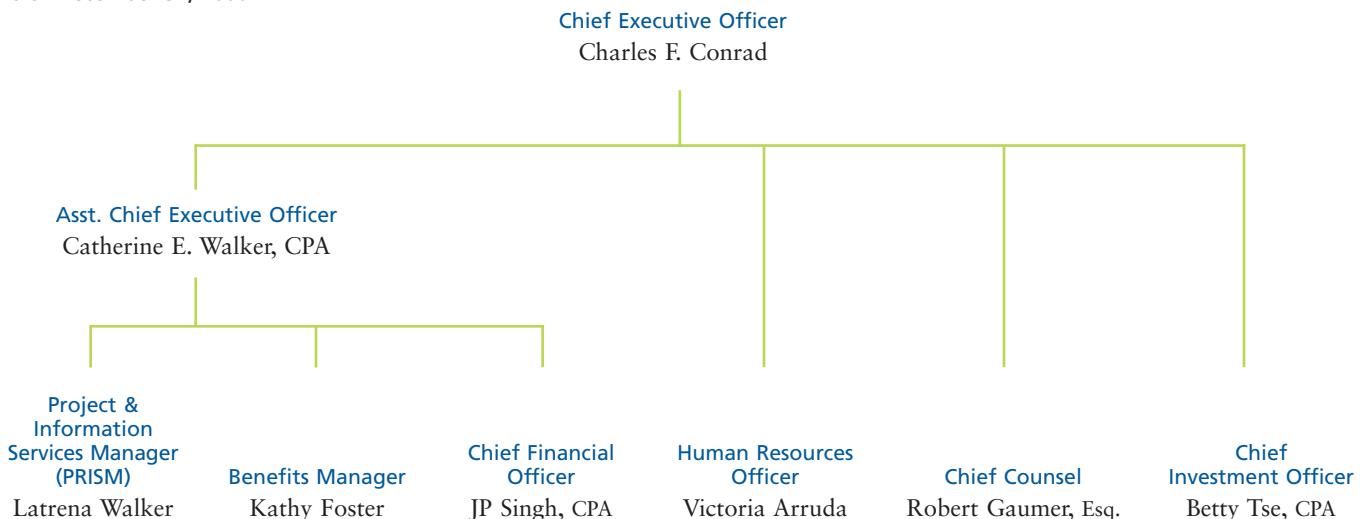 Chief Executive Officer
Charles F. Conrad
Asst. Chief Executive Officer
Catherine E. Walker, CPA
Project &
Information
Services Manager
(PRISM)
Latrena Walker
Benefits Manager
Kathy Foster
Chief Financial
Officer
JP Singh, CPA
Human Resources
Officer
Victoria Arruda
Chief Counsel
Robert Gaumer, Esq.
Chief
Investment Officer
Betty Tse, CPA